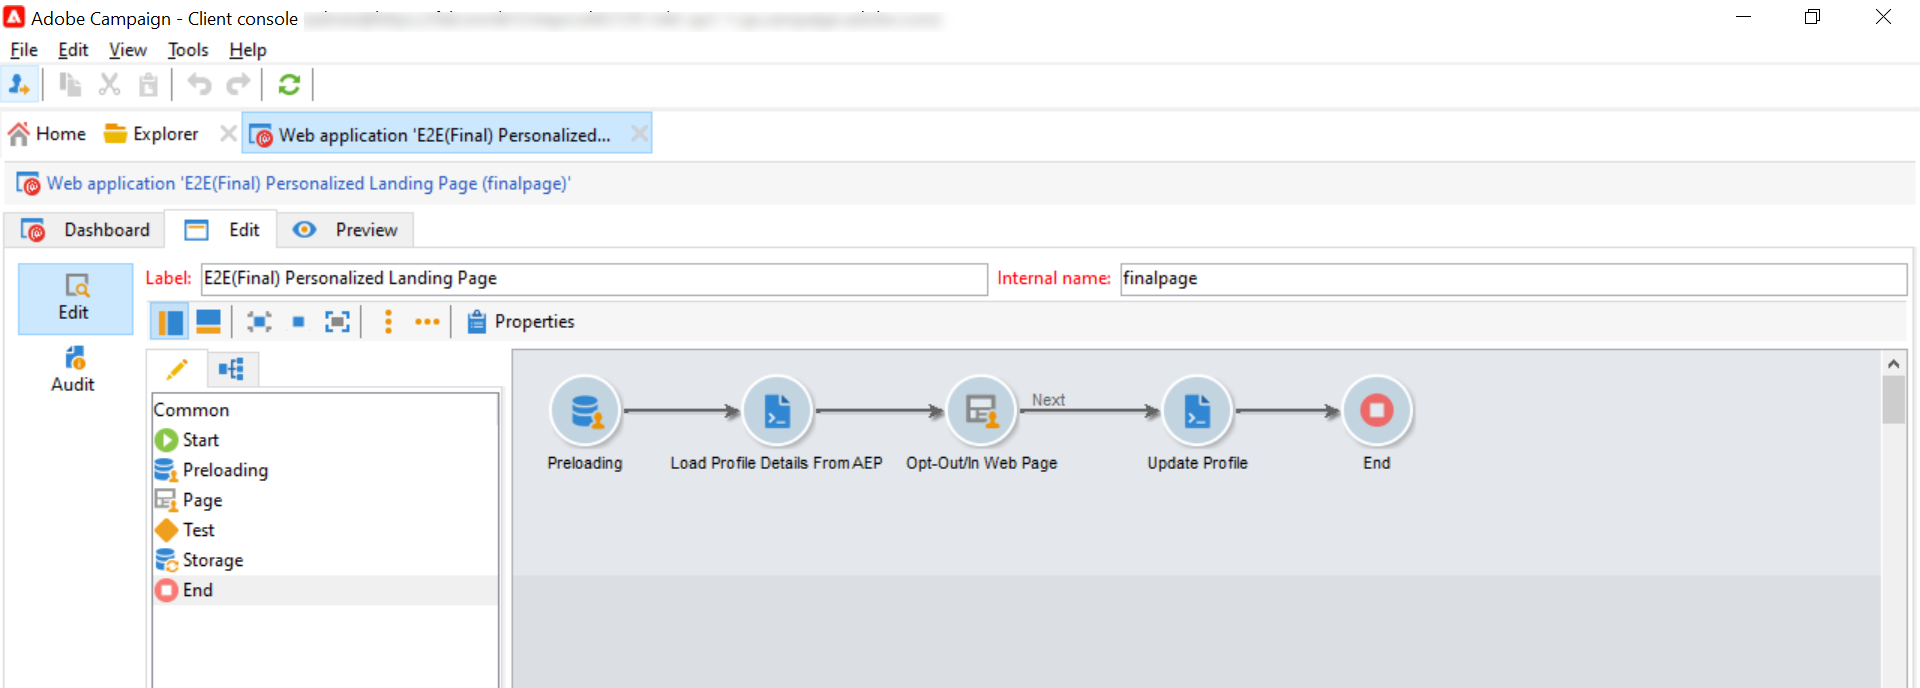 Adobe Campaign - Client console
File Edit View Tools Help
Home Explorer Web application 'E2E(Final) Personalized...
Web application 'E2E(Final) Personalized Landing Page (finalpage)'
Dashboard Edit Preview
Label: E2E(Final) Personalized Landing Page Internal name: finalpage
Edit
Properties
Audit
Common
Start
Preloading
Page
Test
Storage
End
Next
Preloading Load Profile Details From AEP Opt-Out/In Web Page Update Profile End